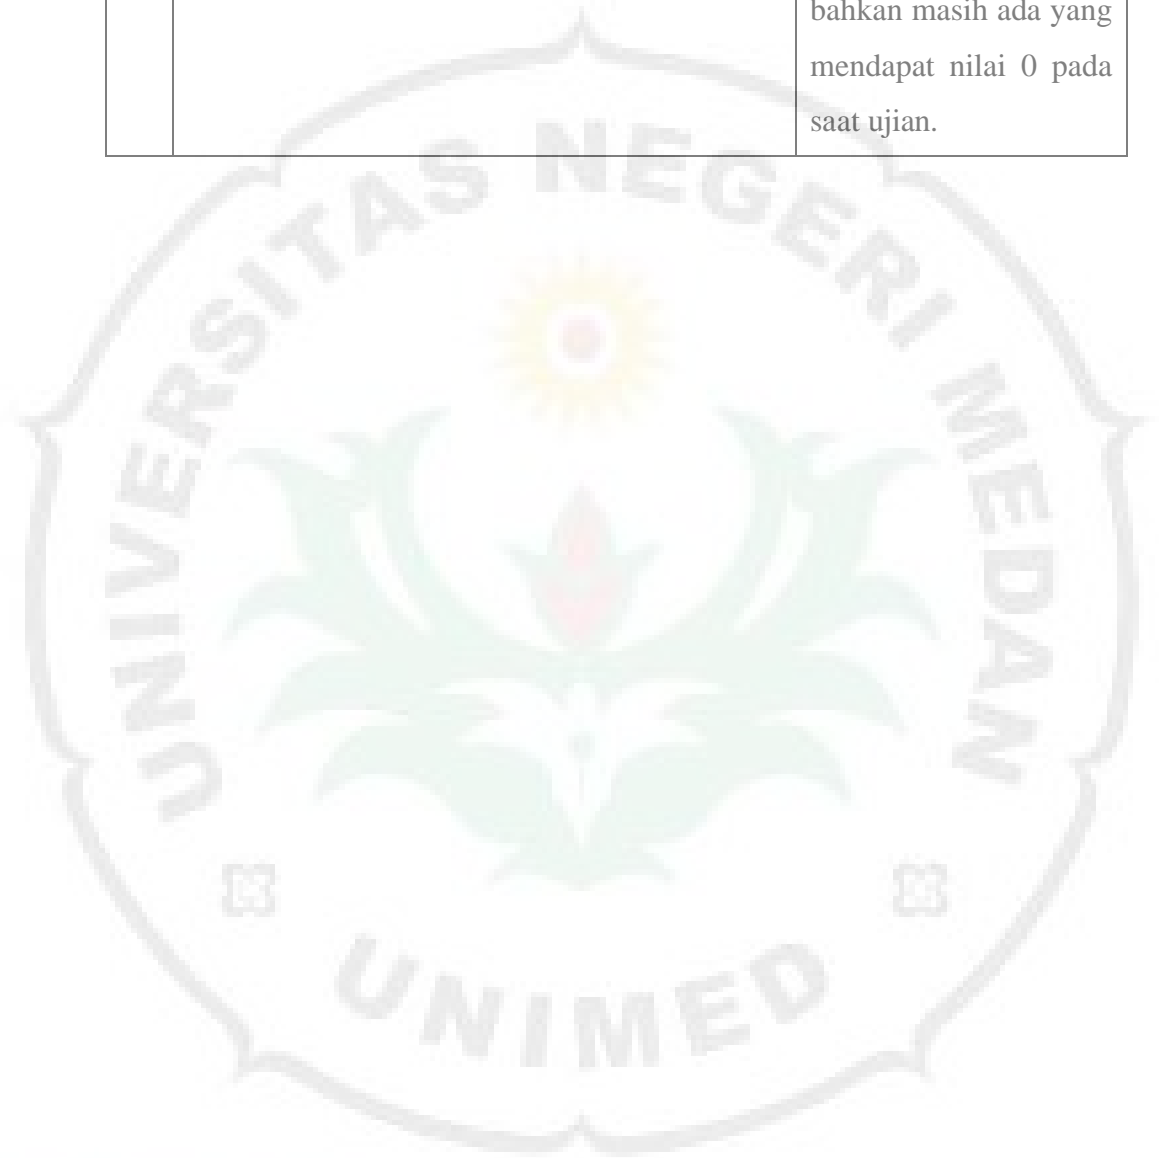 bahkan masih ada yang
mendapat nilai 0 pada
saat ujian.
UNIVERSITAS NEGERI MEDAN
UNIMED